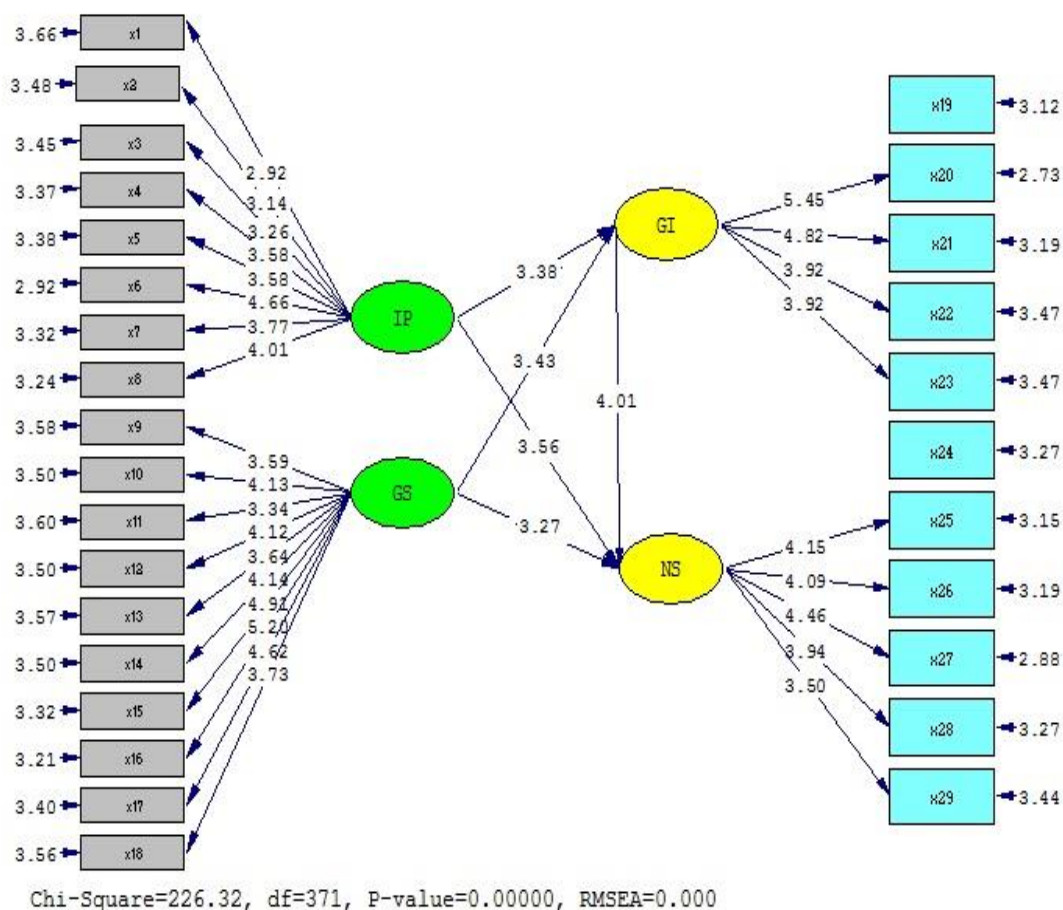 3.66 x1
3.48 x2
3.45 x3
3.37 x4
3.38 x5
2.92 x6
3.32 x7
3.24 x8
3.58 x9
3.50 x10
3.60 x11
3.50 x12
3.57 x13
3.50 x14
3.32 x15
3.21 x16
3.40 x17
3.56 x18
2.92
3.14
3.26
3.58
3.58
4.66
3.77
4.01
3.59
4.13
3.34
4.12
3.64
4.14
4.91
5.20
4.62
3.73
IP
GS
3.38
3.43
3.56
3.27
4.01
GI
NS
5.45
4.82
3.92
3.92
4.15
4.09
4.46
3.94
3.50
x19 3.12
x20 2.73
x21 3.19
x22 3.47
x23 3.47
x24 3.27
x25 3.15
x26 3.19
x27 2.88
x28 3.27
x29 3.44
Chi-Square=226.32, df=371, P-value=0.00000, RMSEA=0.000